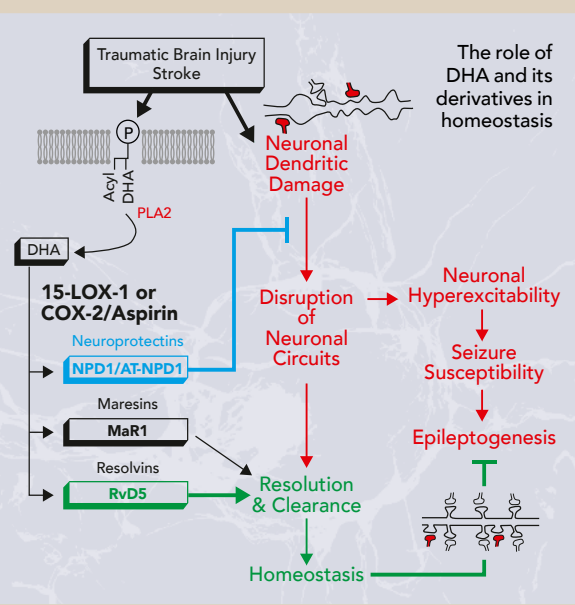 The role of
DHA and its
derivatives in
homeostasis
Traumatic Brain Injury
Stroke
P
Acyl
DHA
PLA2
DHA
Neuronal
Dendritic
Damage
15-LOX-1 or
COX-2/Aspirin
Neuroprotectins
NPD1/AT-NPD1
Disruption
of
Neuronal
Circuits
Neuronal
Hyperexcitability
Seizure
Susceptibility
Epileptogenesis
Maresins
MaR1
Resolvins
RvD5
Resolution
& Clearance
Homeostasis